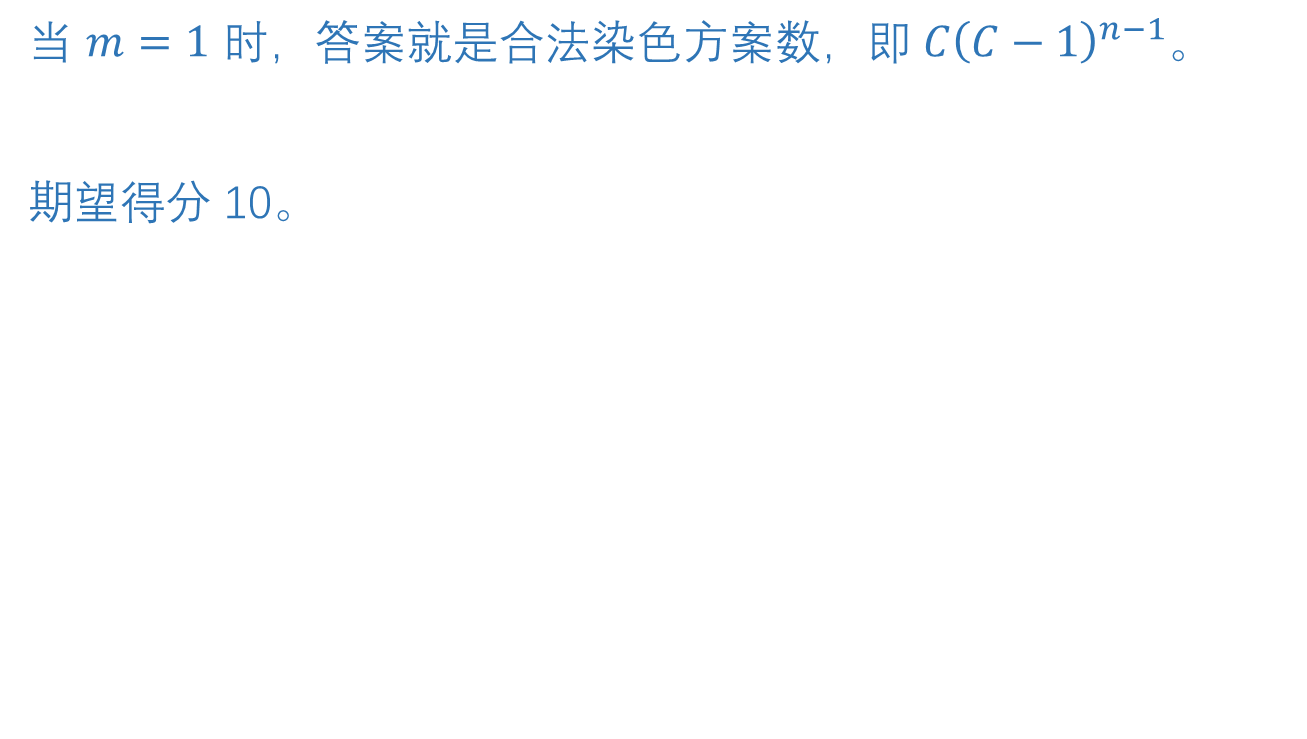 当 m = 1 时，答案就是合法染色方案数，即 C(C − 1)ⁿ⁻¹。
期望得分 10。